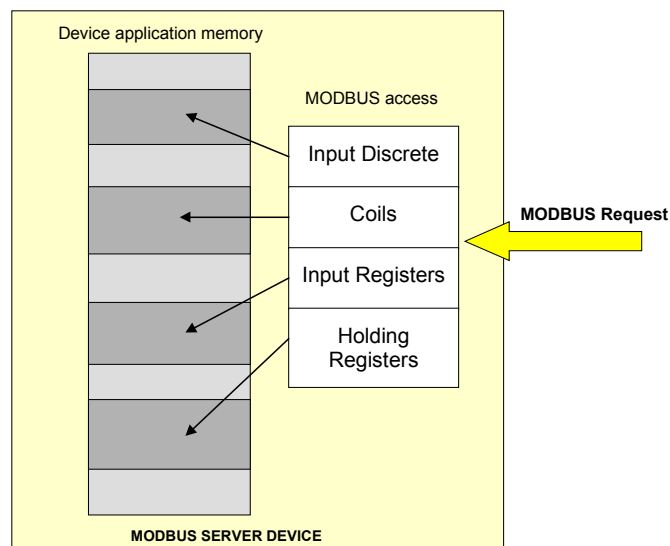 Device application memory
MODBUS access
Input Discrete
Coils
MODBUS Request
Input Registers
Holding
Registers
MODBUS SERVER DEVICE